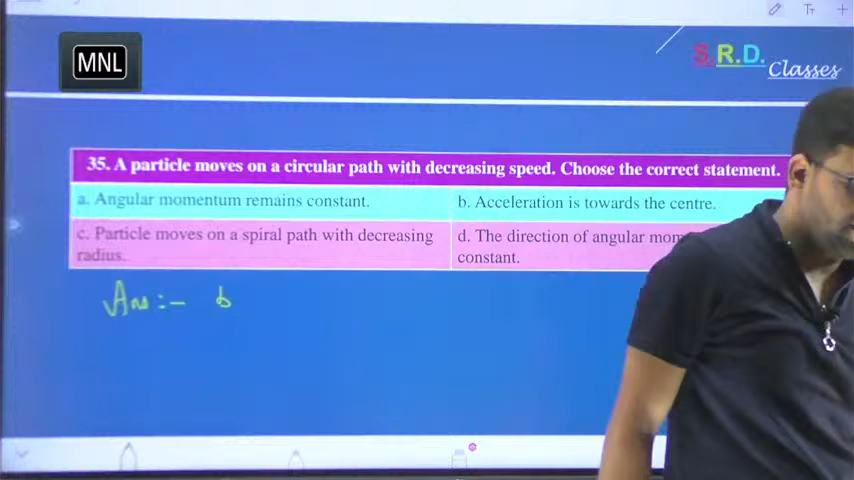 MNL
S.R.D.
Classes
35. A particle moves on a circular path with decreasing speed. Choose the correct statement.
a. Angular momentum remains constant.
b. Acceleration is towards the centre.
c. Particle moves on a spiral path with decreasing
radius.
d. The direction of angular
constant.
Ans:- b